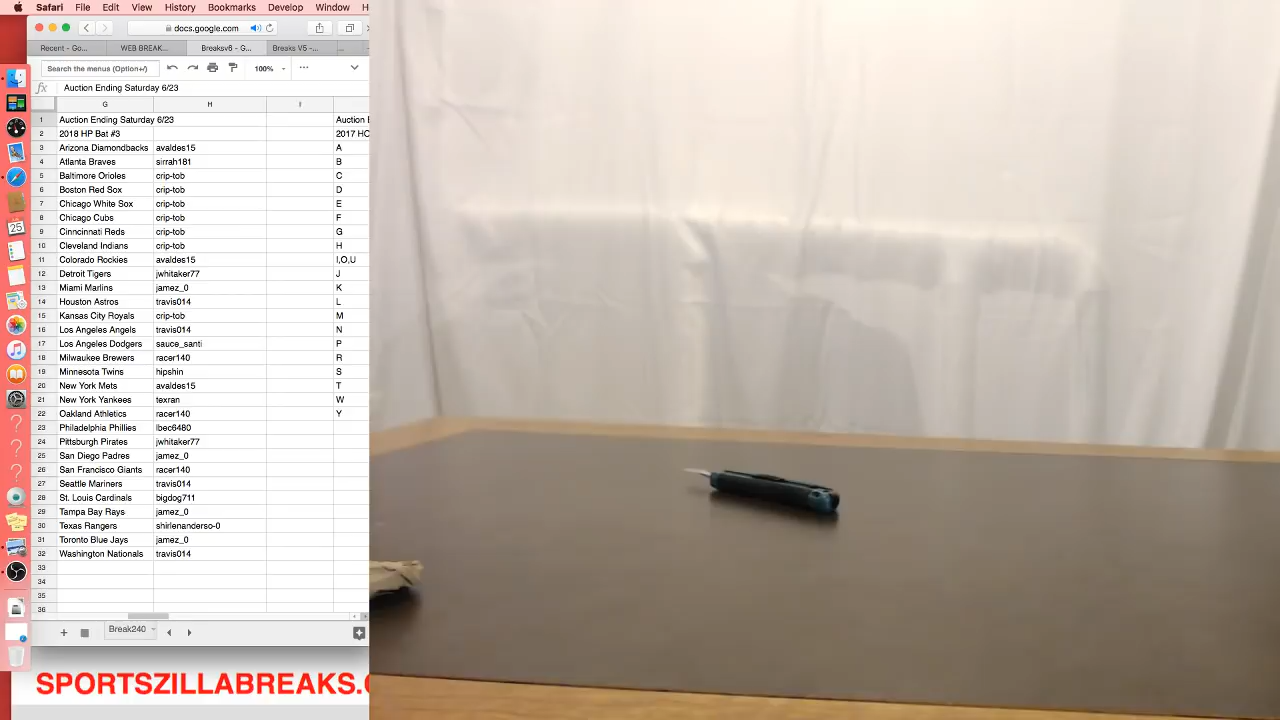 Safari File Edit View History Bookmarks Develop Window
docs.google.com
Recent - Go... WEB BREAK... Breaksv6 - G... Breaks V5 -... ...
Search the menus (Option+/) 100%
fx Auction Ending Saturday 6/23
G H I
1 Auction Ending Saturday 6/23 Auction E
2 2018 HP Bat #3 2017 HO
3 Arizona Diamondbacks avaldes15 A
4 Atlanta Braves sirrah181 B
5 Baltimore Orioles crip-tob C
6 Boston Red Sox crip-tob D
7 Chicago White Sox crip-tob E
8 Chicago Cubs crip-tob F
9 Cinncinnati Reds crip-tob G
10 Cleveland Indians crip-tob H
11 Colorado Rockies avaldes15 I,O,U
12 Detroit Tigers jwhitaker77 J
13 Miami Marlins jamez_0 K
14 Houston Astros travis014 L
15 Kansas City Royals crip-tob M
16 Los Angeles Angels travis014 N
17 Los Angeles Dodgers sauce_santi P
18 Milwaukee Brewers racer140 R
19 Minnesota Twins hipshin S
20 New York Mets avaldes15 T
21 New York Yankees texran W
22 Oakland Athletics racer140 Y
23 Philadelphia Phillies lbec6480
24 Pittsburgh Pirates jwhitaker77
25 San Diego Padres jamez_0
26 San Francisco Giants racer140
27 Seattle Mariners travis014
28 St. Louis Cardinals bigdog711
29 Tampa Bay Rays jamez_0
30 Texas Rangers shirlenanderso-0
31 Toronto Blue Jays jamez_0
32 Washington Nationals travis014
33
34
35
36
25
Break240
SPORTSZILLABREAKS.